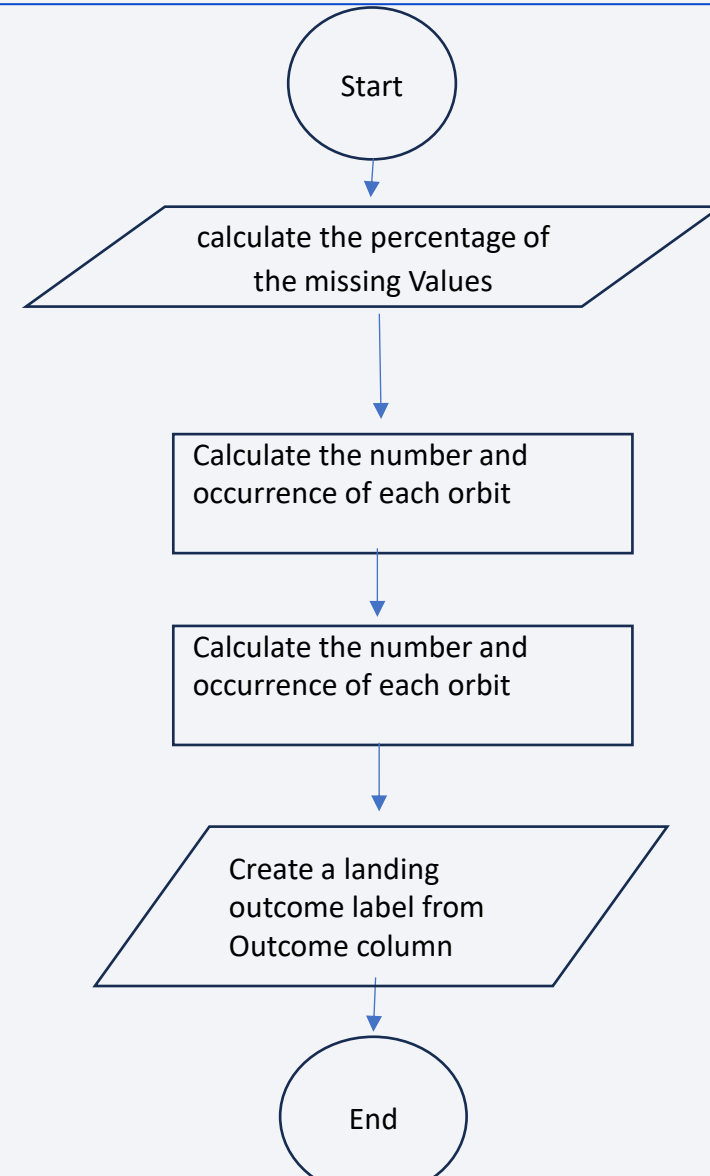 Start
calculate the percentage of
the missing Values
Calculate the number and
occurrence of each orbit
Calculate the number and
occurrence of each orbit
Create a landing
outcome label from
Outcome column
End